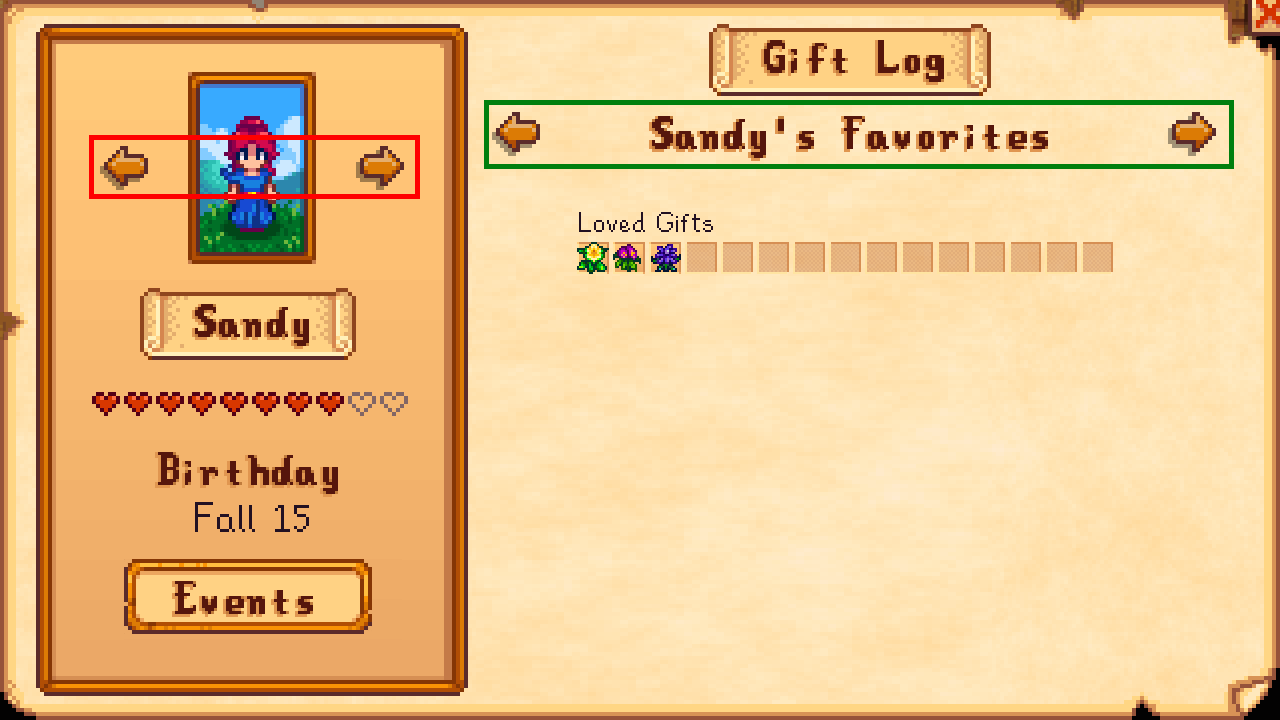 Gift Log
Sandy's Favorites
Loved Gifts
Sandy
Birthday
Fall 15
Events